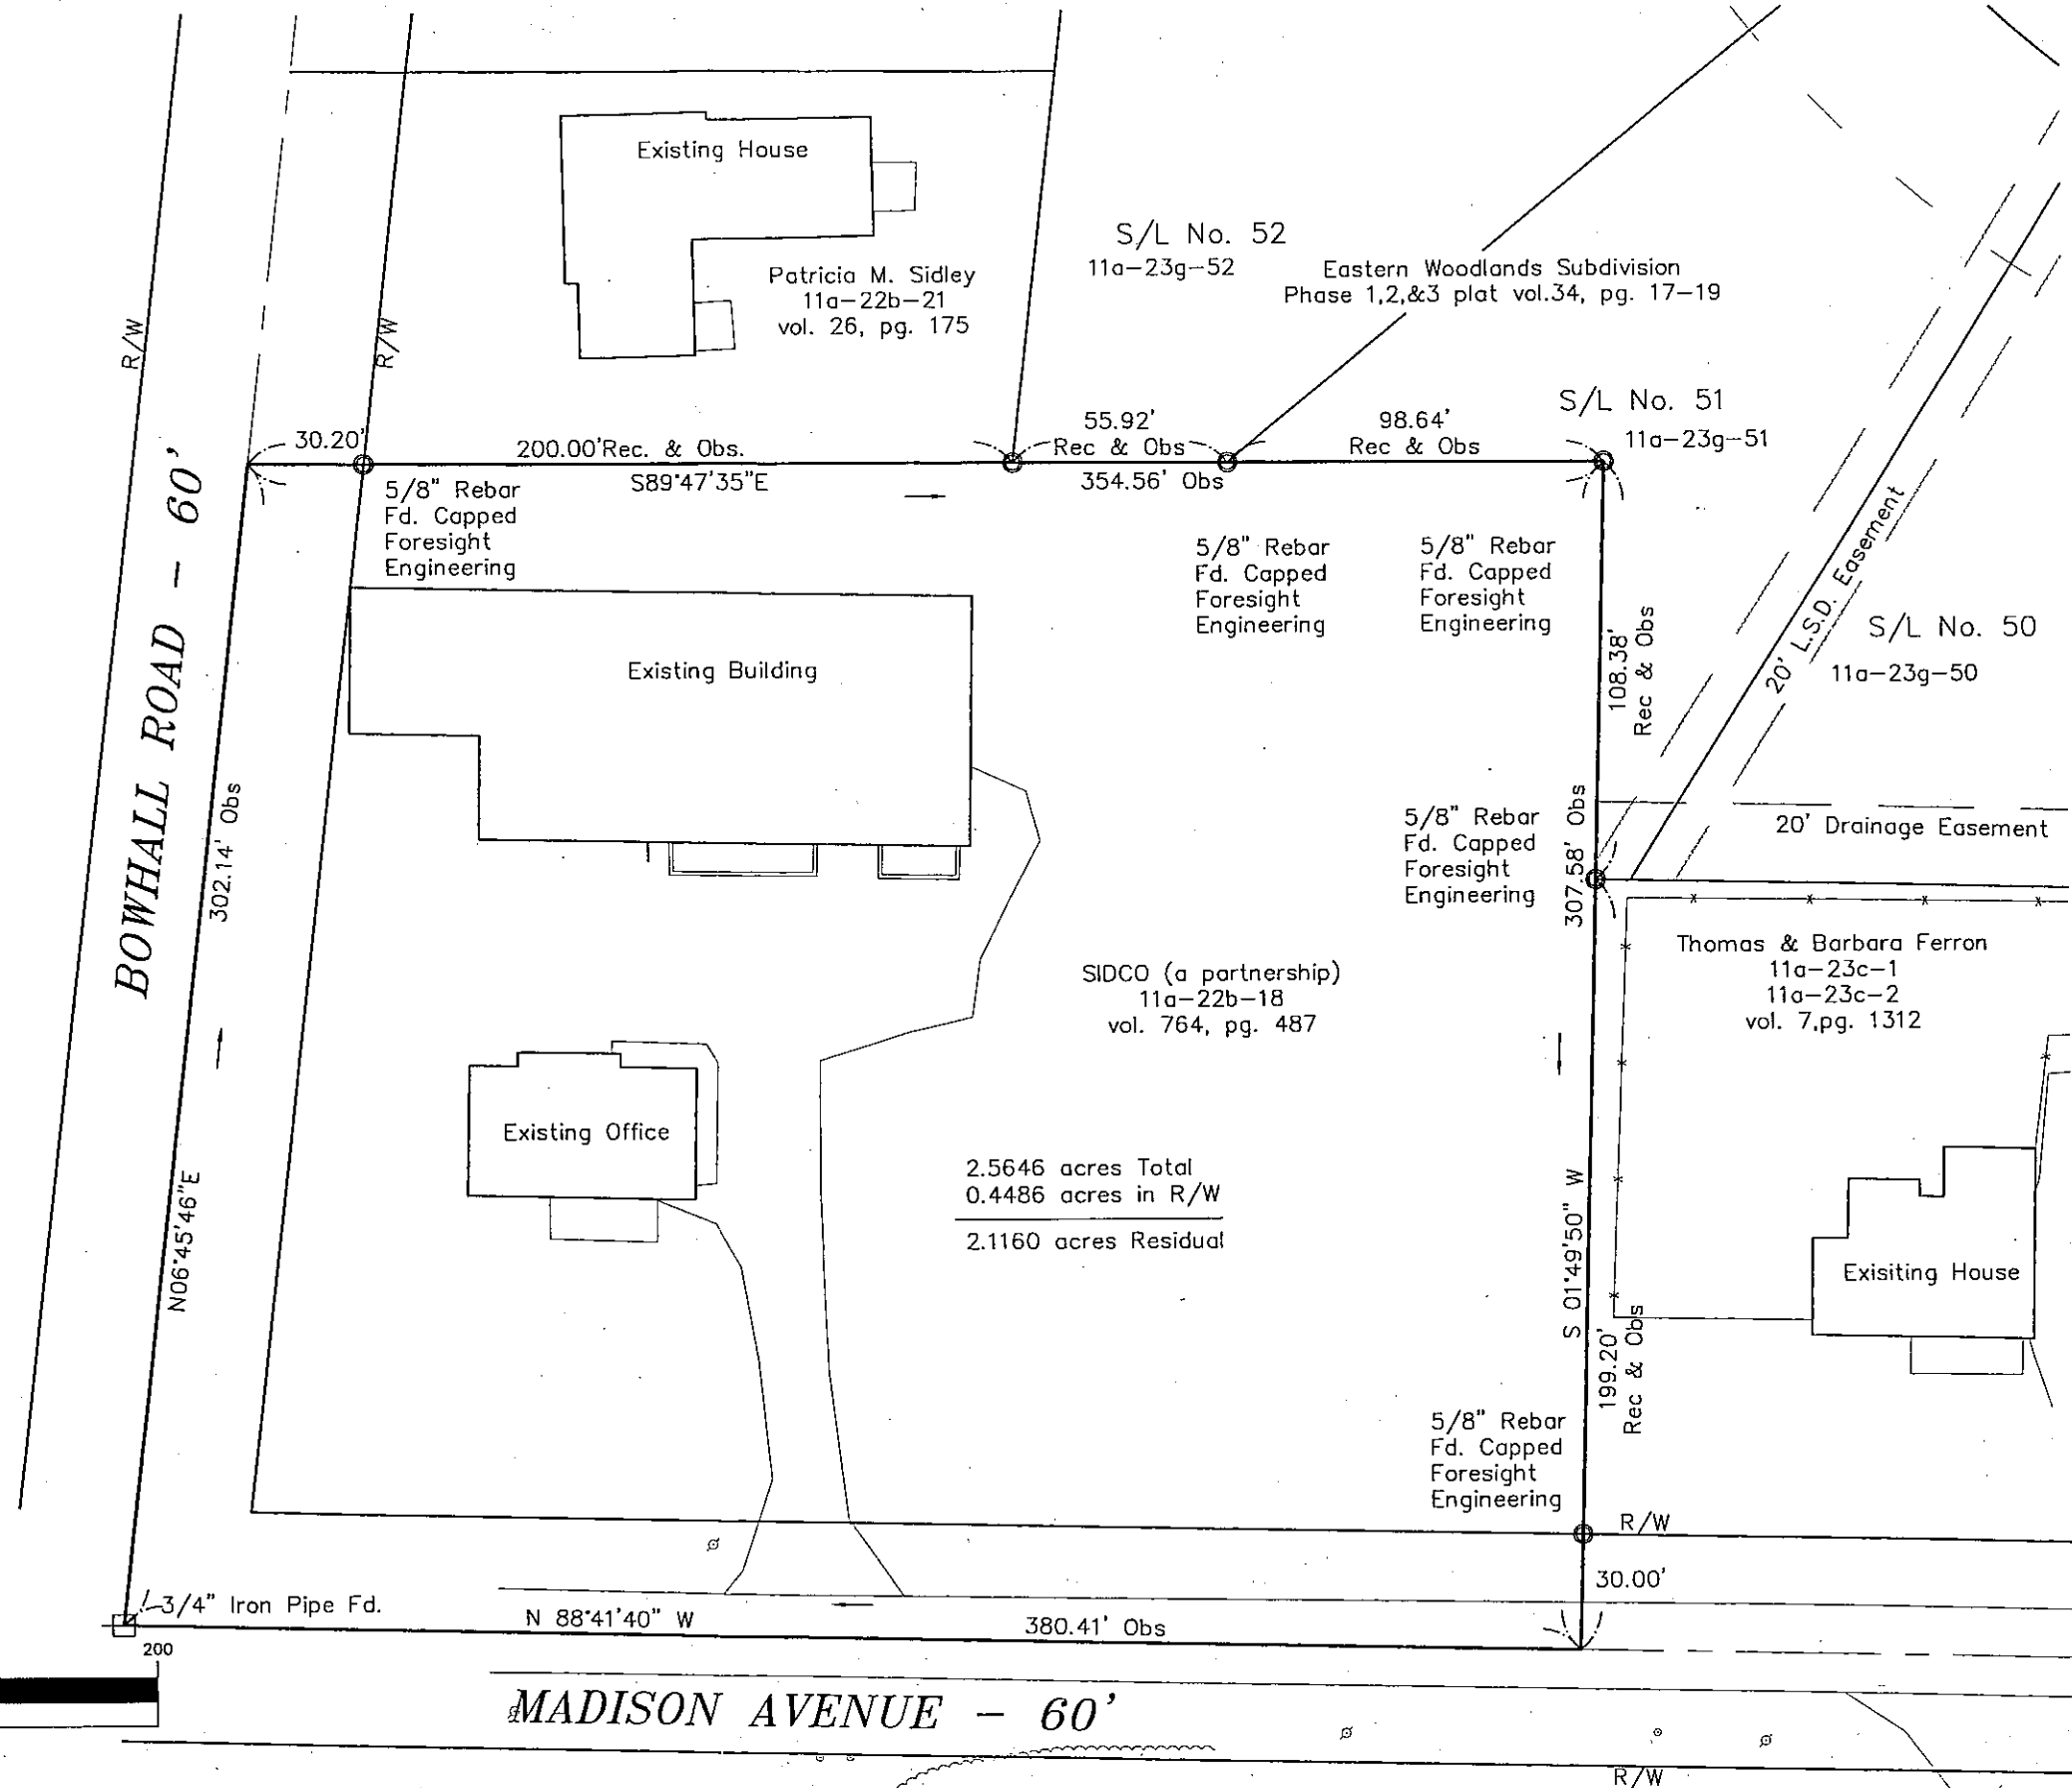 Existing House
Patricia M. Sidley
11a-22b-21
vol. 26, pg. 175
S/L No. 52
11a-23g-52
Eastern Woodlands Subdivision
Phase 1,2,&3 plat vol.34, pg. 17-19
R/W
R/W
S/L No. 51
11a-23g-51
30.20'
200.00'Rec. & Obs.
S89°47'35"E
55.92'
Rec & Obs
354.56' Obs
98.64'
Rec & Obs
5/8" Rebar
Fd. Capped
Foresight
Engineering
5/8" Rebar
Fd. Capped
Foresight
Engineering
5/8" Rebar
Fd. Capped
Foresight
Engineering
BOWHALL ROAD - 60'
302.14' Obs
N06°45'46"E
Existing Building
108.38'
Rec & Obs
20' L.S.D. Easement
S/L No. 50
11a-23g-50
5/8" Rebar
Fd. Capped
Foresight
Engineering
307.58' Obs
20' Drainage Easement
SIDCO (a partnership)
11a-22b-18
vol. 764, pg. 487
Thomas & Barbara Ferron
11a-23c-1
11a-23c-2
vol. 7,pg. 1312
Existing Office
2.5646 acres Total
0.4486 acres in R/W
2.1160 acres Residual
S 01°49'50" W
199.20'
Rec & Obs
Exisiting House
5/8" Rebar
Fd. Capped
Foresight
Engineering
R/W
30.00'
3/4" Iron Pipe Fd.
N 88°41'40" W
380.41' Obs
200
MADISON AVENUE - 60'
R/W